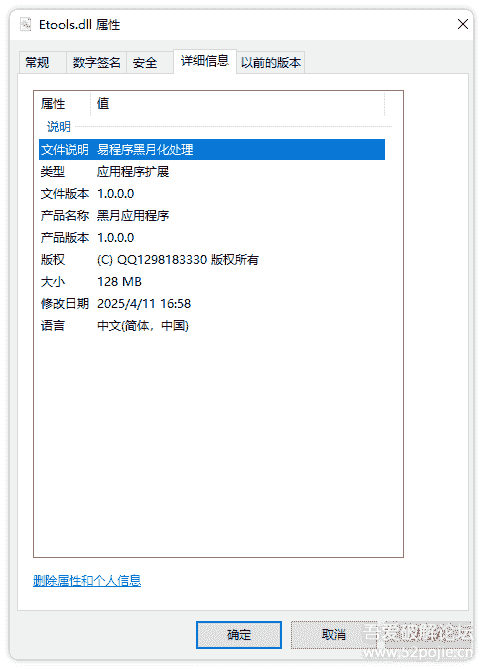 Etools.dll 属性
常规 数字签名 安全 详细信息 以前的版本
属性 值
说明
文件说明 易程序黑月化处理
类型 应用程序扩展
文件版本 1.0.0.0
产品名称 黑月应用程序
产品版本 1.0.0.0
版权 (C) QQ1298183330 版权所有
大小 128 MB
修改日期 2025/4/11 16:58
语言 中文(简体，中国)
删除属性和个人信息
确定 取消
吾爱破解论坛
www.52pojie.cn